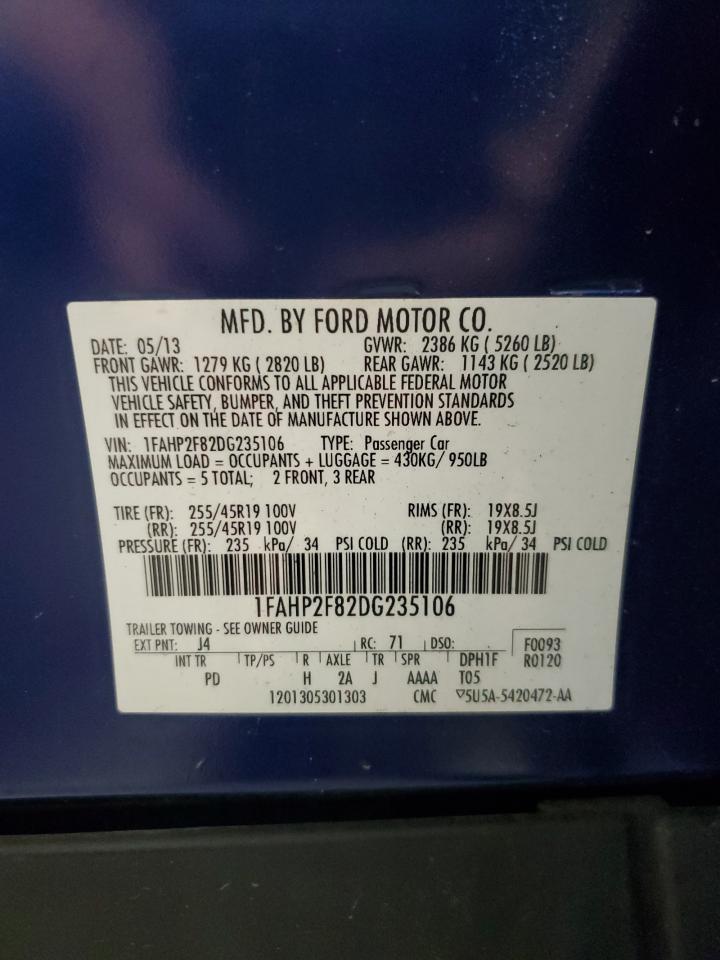 MFD. BY FORD MOTOR CO.
DATE: 05/13 GVWR: 2386 KG ( 5260 LB)
FRONT GAWR: 1279 KG ( 2820 LB) REAR GAWR: 1143 KG ( 2520 LB)
THIS VEHICLE CONFORMS TO ALL APPLICABLE FEDERAL MOTOR
VEHICLE SAFETY, BUMPER, AND THEFT PREVENTION STANDARDS
IN EFFECT ON THE DATE OF MANUFACTURE SHOWN ABOVE.
VIN: 1FAHP2F82DG235106 TYPE: Passenger Car
MAXIMUM LOAD = OCCUPANTS + LUGGAGE = 430KG/ 950LB
OCCUPANTS = 5 TOTAL; 2 FRONT, 3 REAR
TIRE (FR): 255/45R19 100V RIMS (FR): 19X8.5J
(RR): 255/45R19 100V (RR): 19X8.5J
PRESSURE (FR): 235 kPa/ 34 PSI COLD (RR): 235 kPa/ 34 PSI COLD
1FAHP2F82DG235106
TRAILER TOWING - SEE OWNER GUIDE
EXT PNT: J4 RC: 71 DSO: F0093
INT TR TP/PS R AXLE TR SPR DPH1F R0120
PD H 2A J AAAA T05
1201305301303 CMC ▽5U5A-5420472-AA